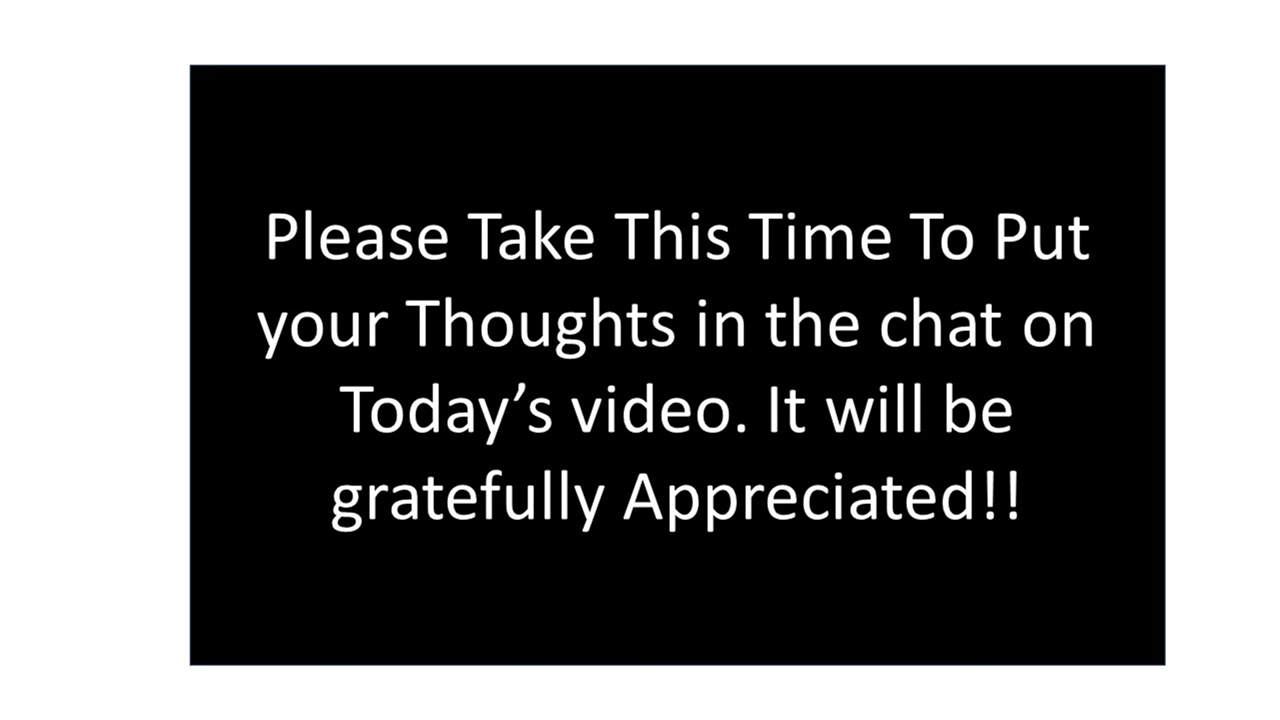 Please Take This Time To Put
your Thoughts in the chat on
Today’s video. It will be
gratefully Appreciated!!